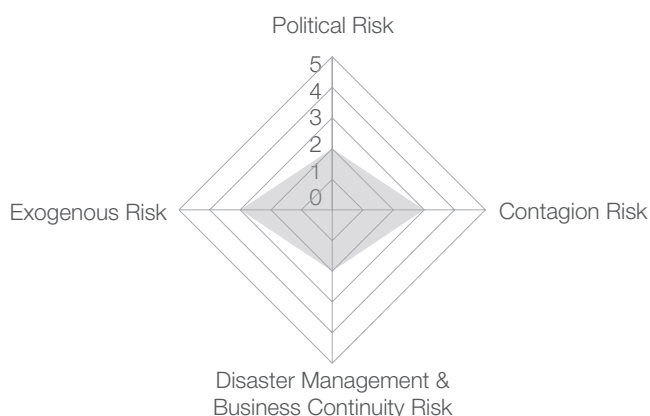 Political Risk
5
4
3
2
1
0
Exogenous Risk
Contagion Risk
Disaster Management &
Business Continuity Risk